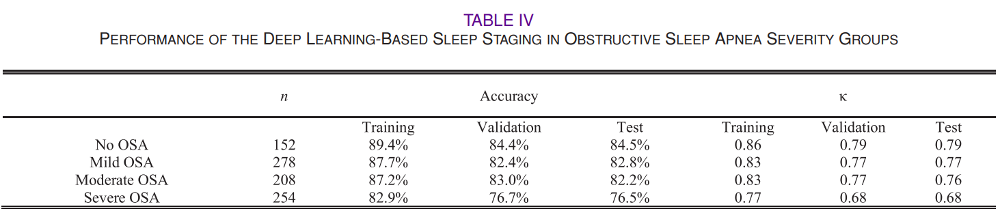 TABLE IV
PERFORMANCE OF THE DEEP LEARNING-BASED SLEEP STAGING IN OBSTRUCTIVE SLEEP APNEA SEVERITY GROUPS
n Accuracy κ
Training Validation Test Training Validation Test
No OSA 152 89.4% 84.4% 84.5% 0.86 0.79 0.79
Mild OSA 278 87.7% 82.4% 82.8% 0.83 0.77 0.77
Moderate OSA 208 87.2% 83.0% 82.2% 0.83 0.77 0.76
Severe OSA 254 82.9% 76.7% 76.5% 0.77 0.68 0.68